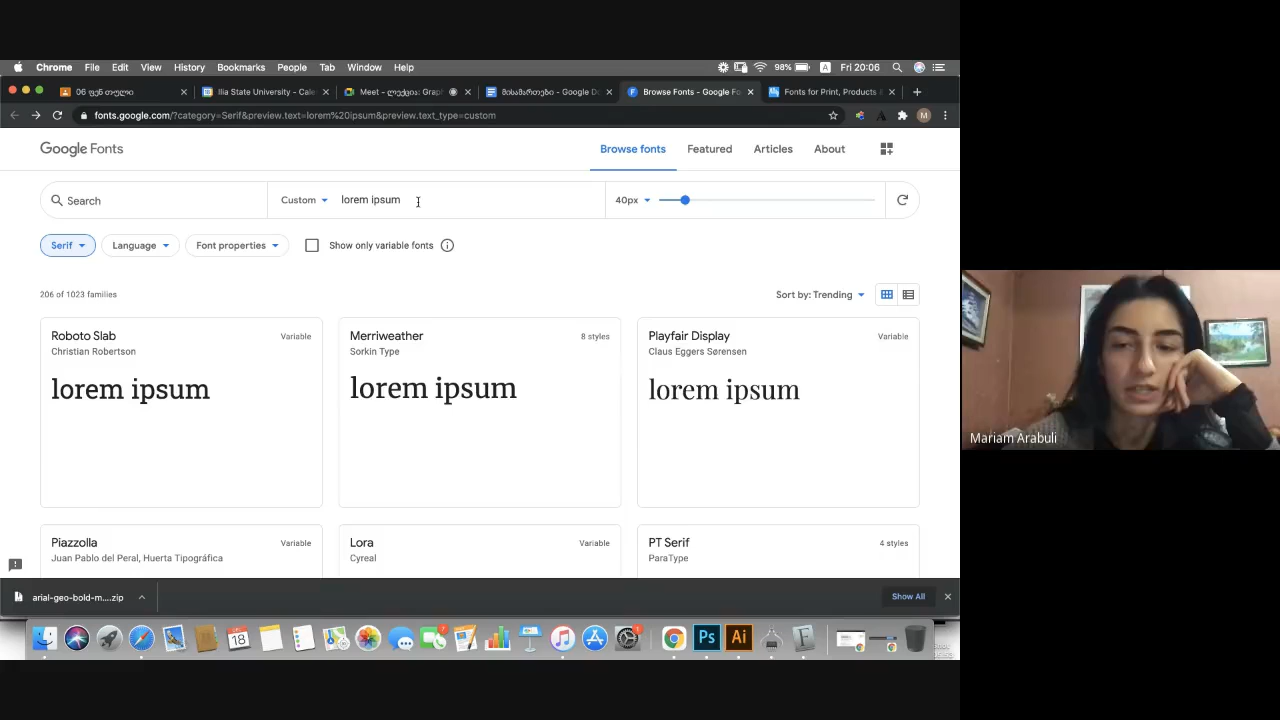 Chrome File Edit View History Bookmarks People Tab Window Help 98% A Fri 20:06
06 ფენ თული
Ilia State University - Cale
Meet - ლექცია: Graph
Browse Fonts - Google Fo
Fonts for Print, Products &
fonts.google.com/?category=Serif&preview.text=lorem%20ipsum&preview.text_type=custom
M
Google Fonts
Browse fonts Featured Articles About
Search Custom lorem ipsum 40px
Serif Language Font properties Show only variable fonts
206 of 1023 families
Sort by: Trending
Roboto Slab Variable
Christian Robertson
lorem ipsum
Merriweather 8 styles
Sorkin Type
lorem ipsum
Playfair Display Variable
Claus Eggers Sørensen
lorem ipsum
Piazzolla Variable
Juan Pablo del Peral, Huerta Tipográfica
Lora Variable
Cyreal
PT Serif 4 styles
ParaType
arial-geo-bold-m....zip
Show All
18
Ps
Ai
Mariam Arabuli